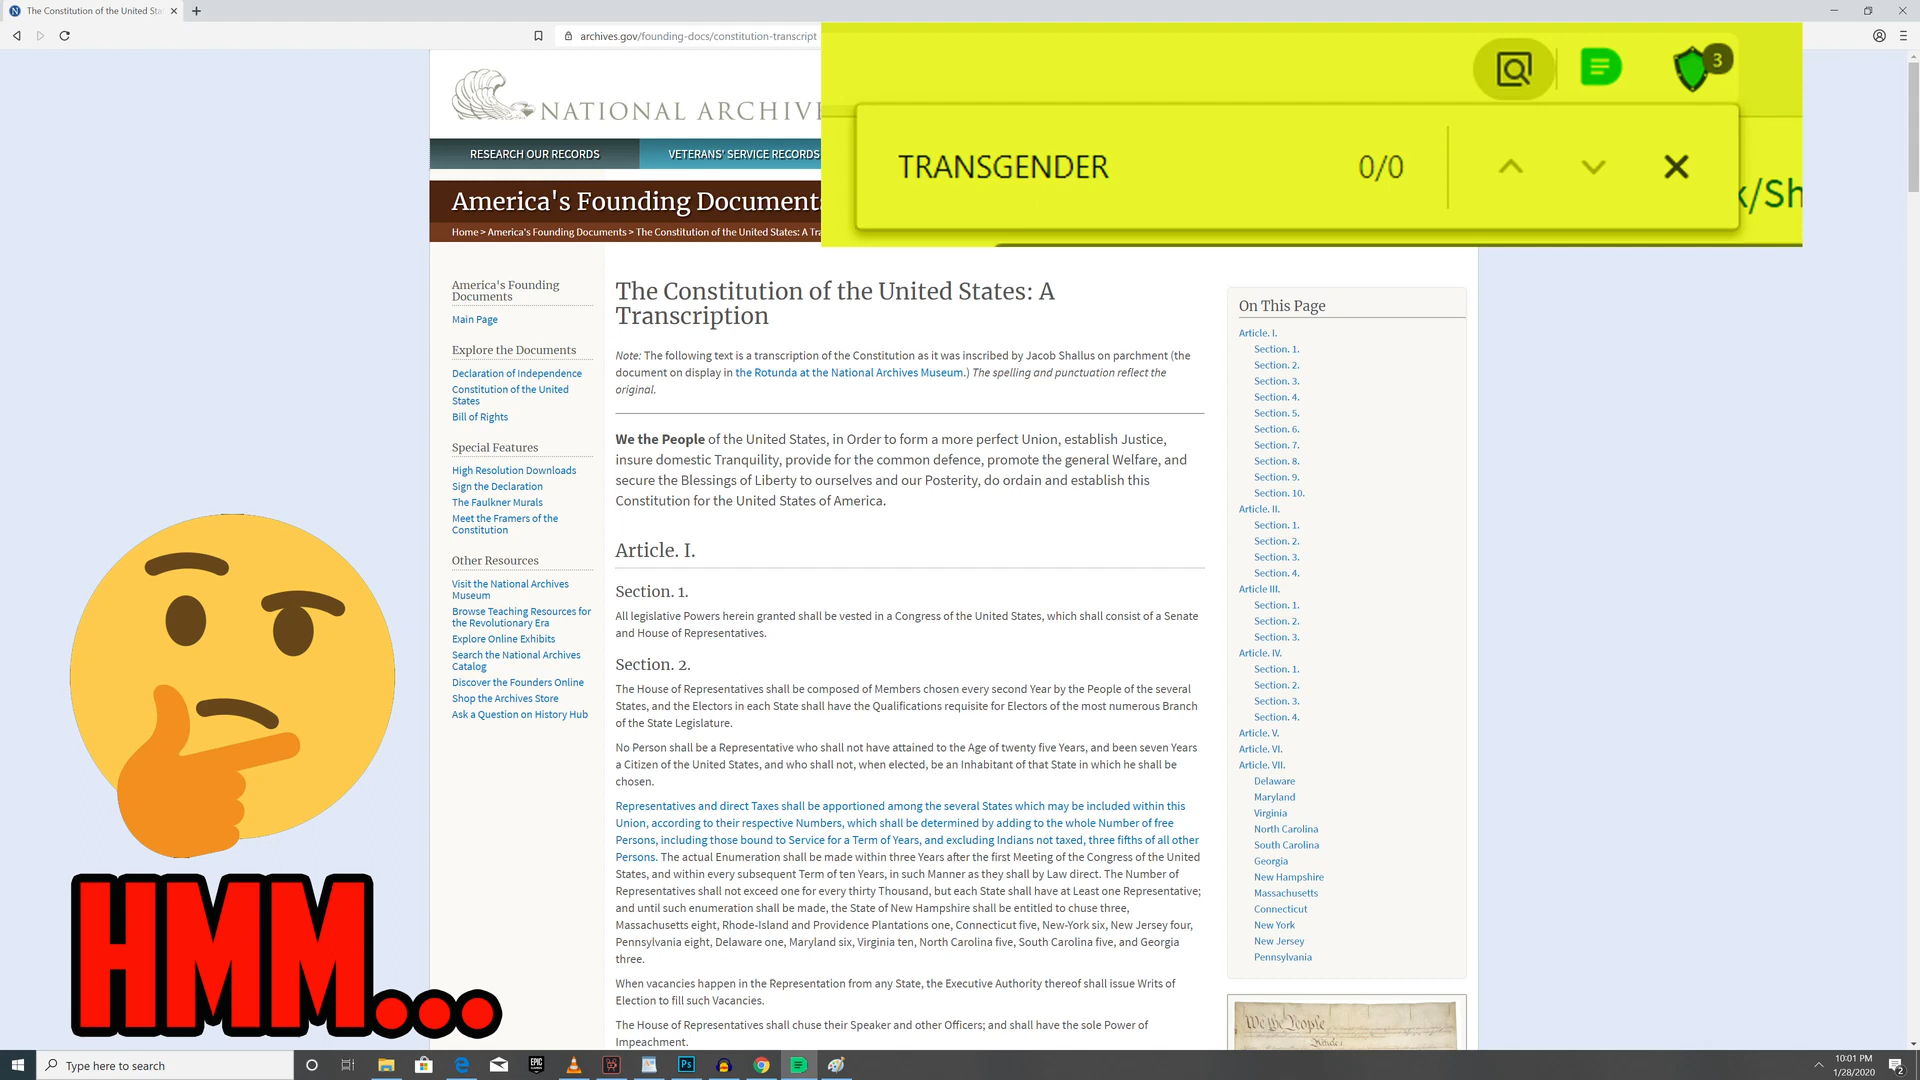 The Constitution of the United Sta
archives.gov/founding-docs/constitution-transcript
3
TRANSGENDER 0/0
k/Sh
NATIONAL ARCHIVE
RESEARCH OUR RECORDS
VETERANS' SERVICE RECORDS
America's Founding Documents
Home > America's Founding Documents > The Constitution of the United States: A Tra
America's Founding
Documents
Main Page
Explore the Documents
Declaration of Independence
Constitution of the United
States
Bill of Rights
Special Features
High Resolution Downloads
Sign the Declaration
The Faulkner Murals
Meet the Framers of the
Constitution
Other Resources
Visit the National Archives
Museum
Browse Teaching Resources for
the Revolutionary Era
Explore Online Exhibits
Search the National Archives
Catalog
Discover the Founders Online
Shop the Archives Store
Ask a Question on History Hub
The Constitution of the United States: A
Transcription
Note: The following text is a transcription of the Constitution as it was inscribed by Jacob Shallus on parchment (the
document on display in the Rotunda at the National Archives Museum.) The spelling and punctuation reflect the
original.
We the People of the United States, in Order to form a more perfect Union, establish Justice,
insure domestic Tranquility, provide for the common defence, promote the general Welfare, and
secure the Blessings of Liberty to ourselves and our Posterity, do ordain and establish this
Constitution for the United States of America.
Article. I.
Section. 1.
All legislative Powers herein granted shall be vested in a Congress of the United States, which shall consist of a Senate
and House of Representatives.
Section. 2.
The House of Representatives shall be composed of Members chosen every second Year by the People of the several
States, and the Electors in each State shall have the Qualifications requisite for Electors of the most numerous Branch
of the State Legislature.
No Person shall be a Representative who shall not have attained to the Age of twenty five Years, and been seven Years
a Citizen of the United States, and who shall not, when elected, be an Inhabitant of that State in which he shall be
chosen.
Representatives and direct Taxes shall be apportioned among the several States which may be included within this
Union, according to their respective Numbers, which shall be determined by adding to the whole Number of free
Persons, including those bound to Service for a Term of Years, and excluding Indians not taxed, three fifths of all other
Persons. The actual Enumeration shall be made within three Years after the first Meeting of the Congress of the United
States, and within every subsequent Term of ten Years, in such Manner as they shall by Law direct. The Number of
Representatives shall not exceed one for every thirty Thousand, but each State shall have at Least one Representative;
and until such enumeration shall be made, the State of New Hampshire shall be entitled to chuse three,
Massachusetts eight, Rhode-Island and Providence Plantations one, Connecticut five, New-York six, New Jersey four,
Pennsylvania eight, Delaware one, Maryland six, Virginia ten, North Carolina five, South Carolina five, and Georgia
three.
When vacancies happen in the Representation from any State, the Executive Authority thereof shall issue Writs of
Election to fill such Vacancies.
The House of Representatives shall chuse their Speaker and other Officers; and shall have the sole Power of
Impeachment.
On This Page
Article. I.
Section. 1.
Section. 2.
Section. 3.
Section. 4.
Section. 5.
Section. 6.
Section. 7.
Section. 8.
Section. 9.
Section. 10.
Article. II.
Section. 1.
Section. 2.
Section. 3.
Section. 4.
Article III.
Section. 1.
Section. 2.
Section. 3.
Article. IV.
Section. 1.
Section. 2.
Section. 3.
Section. 4.
Article. V.
Article. VI.
Article. VII.
Delaware
Maryland
Virginia
North Carolina
South Carolina
Georgia
New Hampshire
Massachusetts
Connecticut
New York
New Jersey
Pennsylvania
We the People
Article I
HMM...
Type here to search
EPIC
Ps
10:01 PM
1/28/2020
2